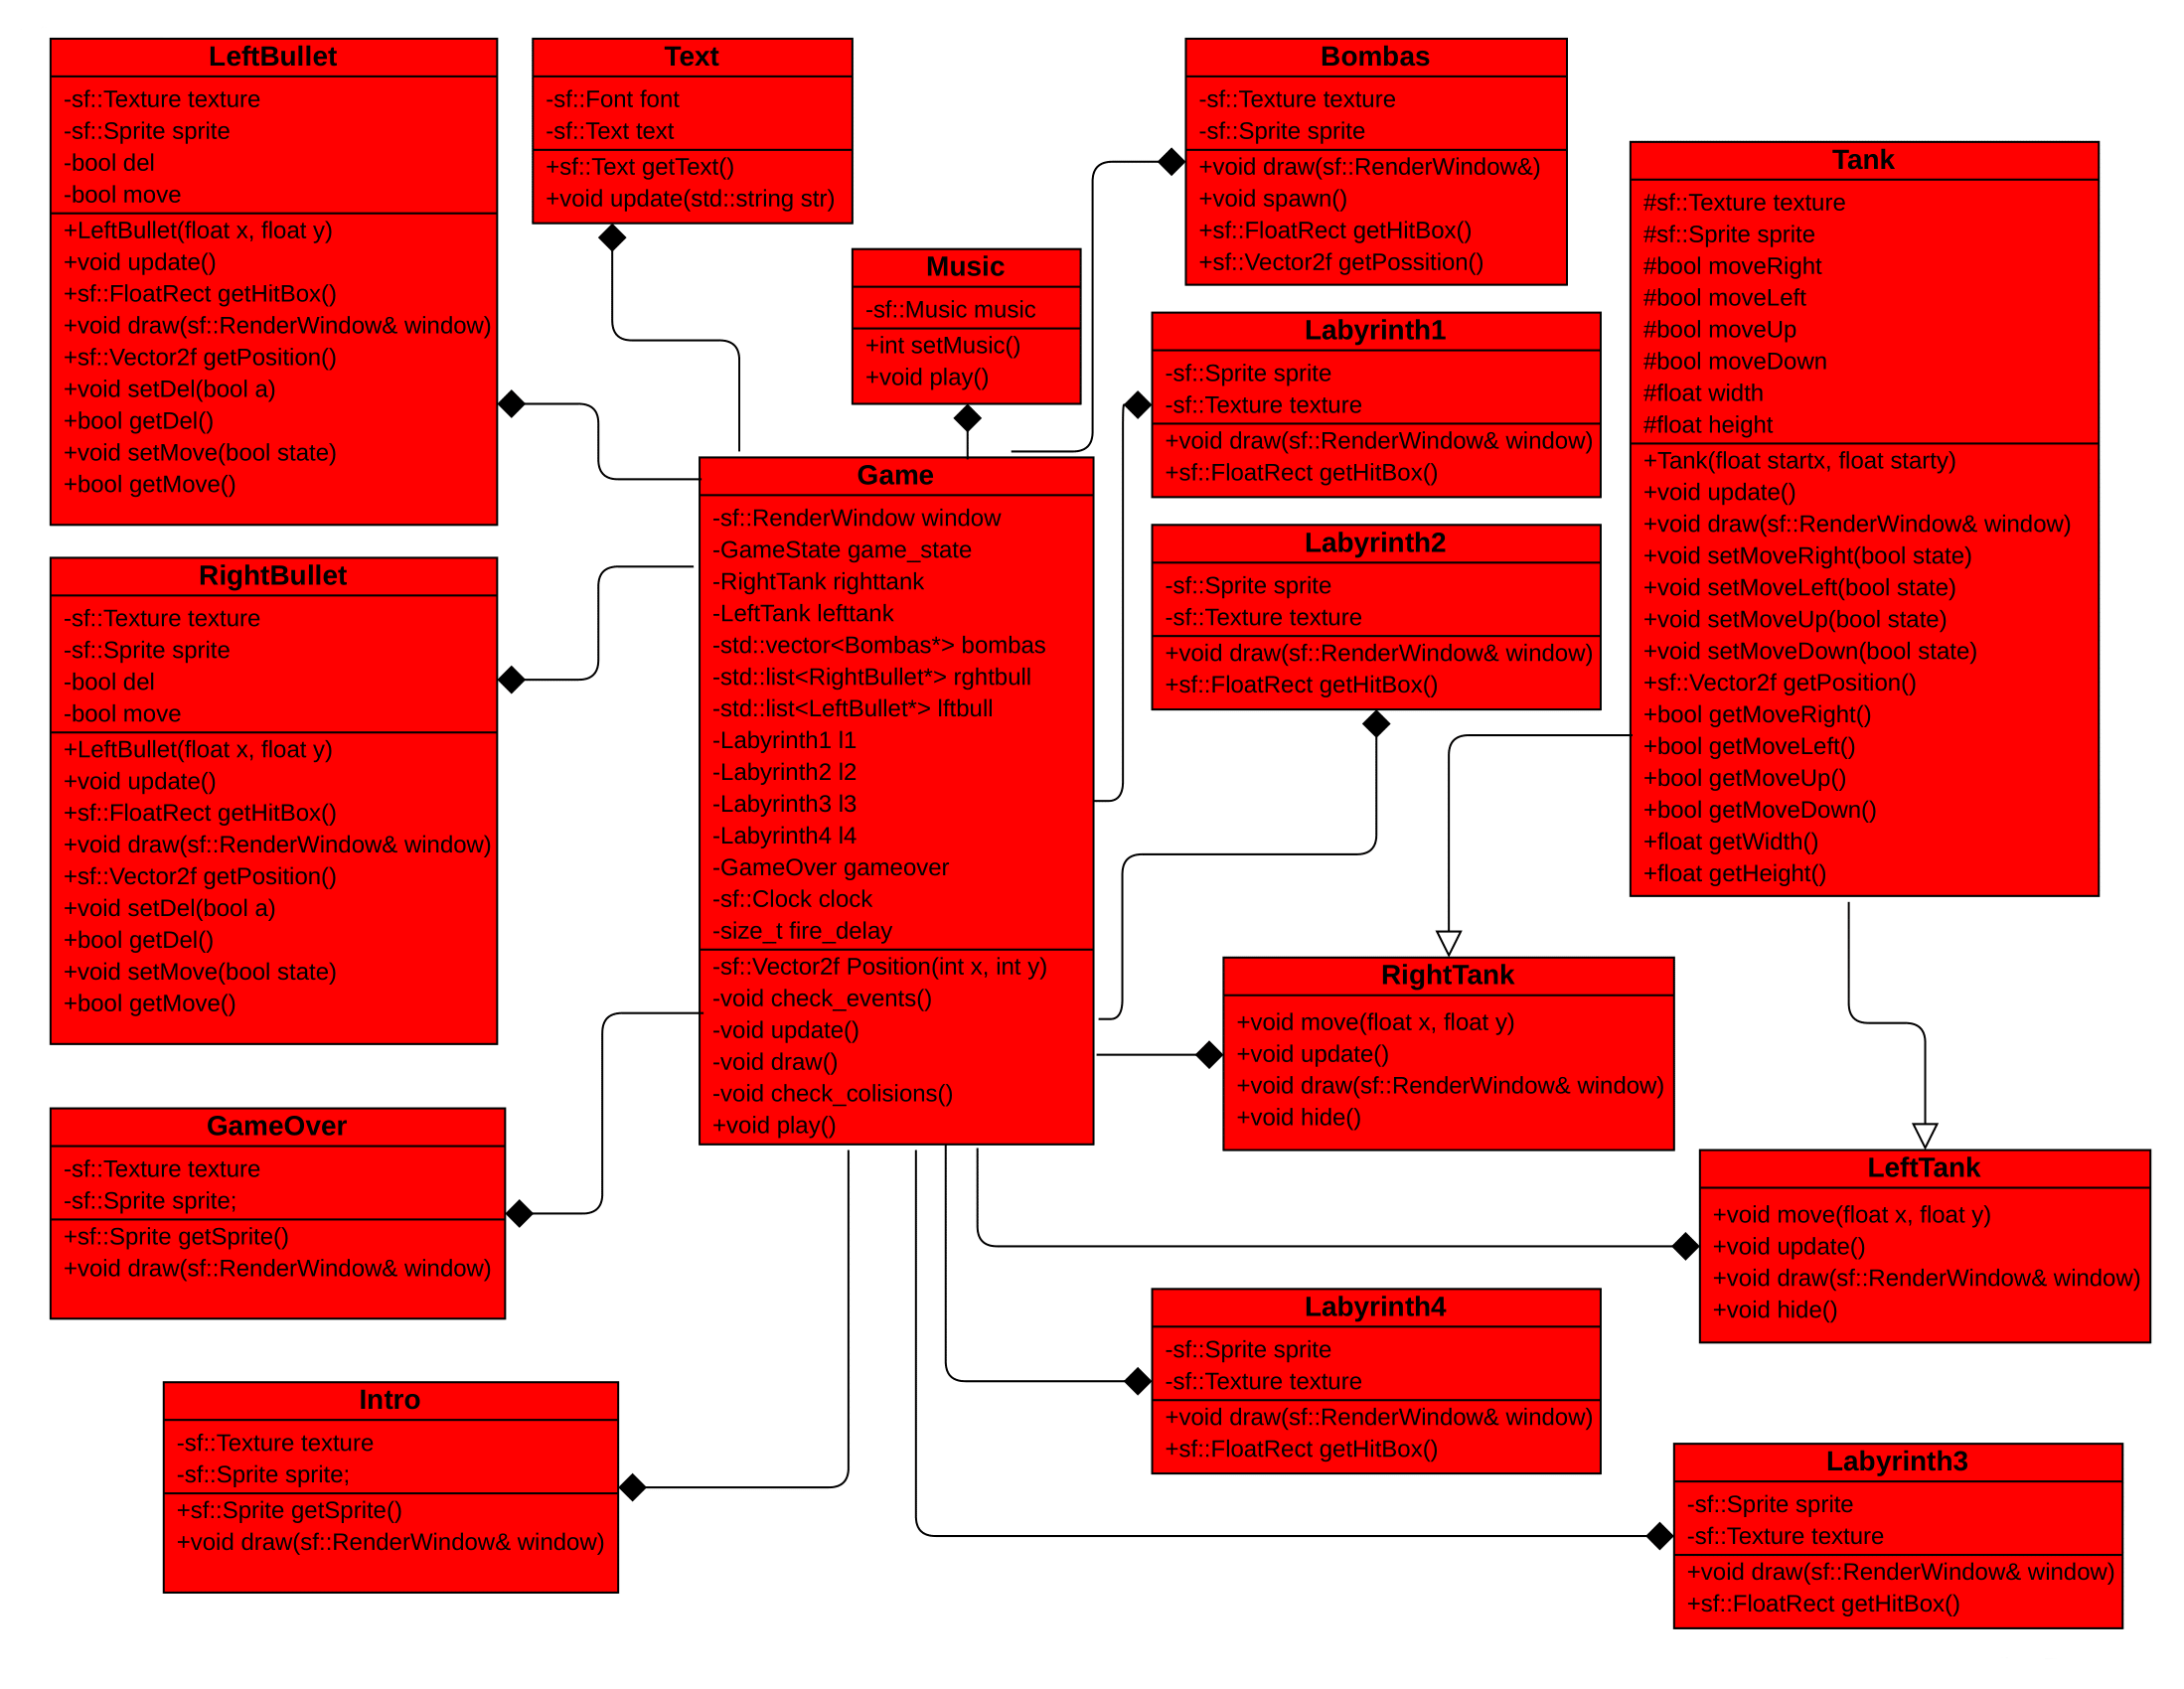 LeftBullet
-sf::Texture texture
-sf::Sprite sprite
-bool del
-bool move
+LeftBullet(float x, float y)
+void update()
+sf::FloatRect getHitBox()
+void draw(sf::RenderWindow& window)
+sf::Vector2f getPosition()
+void setDel(bool a)
+bool getDel()
+void setMove(bool state)
+bool getMove()
Text
-sf::Font font
-sf::Text text
+sf::Text getText()
+void update(std::string str)
Music
-sf::Music music
+int setMusic()
+void play()
Bombas
-sf::Texture texture
-sf::Sprite sprite
+void draw(sf::RenderWindow&)
+void spawn()
+sf::FloatRect getHitBox()
+sf::Vector2f getPossition()
Tank
#sf::Texture texture
#sf::Sprite sprite
#bool moveRight
#bool moveLeft
#bool moveUp
#bool moveDown
#float width
#float height
+Tank(float startx, float starty)
+void update()
+void draw(sf::RenderWindow& window)
+void setMoveRight(bool state)
+void setMoveLeft(bool state)
+void setMoveUp(bool state)
+void setMoveDown(bool state)
+sf::Vector2f getPosition()
+bool getMoveRight()
+bool getMoveLeft()
+bool getMoveUp()
+bool getMoveDown()
+float getWidth()
+float getHeight()
Labyrinth1
-sf::Sprite sprite
-sf::Texture texture
+void draw(sf::RenderWindow& window)
+sf::FloatRect getHitBox()
Labyrinth2
-sf::Sprite sprite
-sf::Texture texture
+void draw(sf::RenderWindow& window)
+sf::FloatRect getHitBox()
Game
-sf::RenderWindow window
-GameState game_state
-RightTank righttank
-LeftTank lefttank
-std::vector<Bombas*> bombas
-std::list<RightBullet*> rghtbull
-std::list<LeftBullet*> lftbull
-Labyrinth1 l1
-Labyrinth2 l2
-Labyrinth3 l3
-Labyrinth4 l4
-GameOver gameover
-sf::Clock clock
-size_t fire_delay
-sf::Vector2f Position(int x, int y)
-void check_events()
-void update()
-void draw()
-void check_colisions()
+void play()
RightBullet
-sf::Texture texture
-sf::Sprite sprite
-bool del
-bool move
+LeftBullet(float x, float y)
+void update()
+sf::FloatRect getHitBox()
+void draw(sf::RenderWindow& window)
+sf::Vector2f getPosition()
+void setDel(bool a)
+bool getDel()
+void setMove(bool state)
+bool getMove()
RightTank
+void move(float x, float y)
+void update()
+void draw(sf::RenderWindow& window)
+void hide()
GameOver
-sf::Texture texture
-sf::Sprite sprite;
+sf::Sprite getSprite()
+void draw(sf::RenderWindow& window)
LeftTank
+void move(float x, float y)
+void update()
+void draw(sf::RenderWindow& window)
+void hide()
Labyrinth4
-sf::Sprite sprite
-sf::Texture texture
+void draw(sf::RenderWindow& window)
+sf::FloatRect getHitBox()
Intro
-sf::Texture texture
-sf::Sprite sprite;
+sf::Sprite getSprite()
+void draw(sf::RenderWindow& window)
Labyrinth3
-sf::Sprite sprite
-sf::Texture texture
+void draw(sf::RenderWindow& window)
+sf::FloatRect getHitBox()